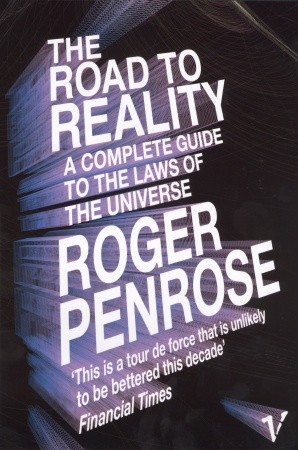 THE
ROAD TO
REALITY
A COMPLETE GUIDE
TO THE LAWS OF
THE UNIVERSE
ROGER
PENROSE
'This is a tour de force that is unlikely
to be bettered this decade'
Financial Times
V